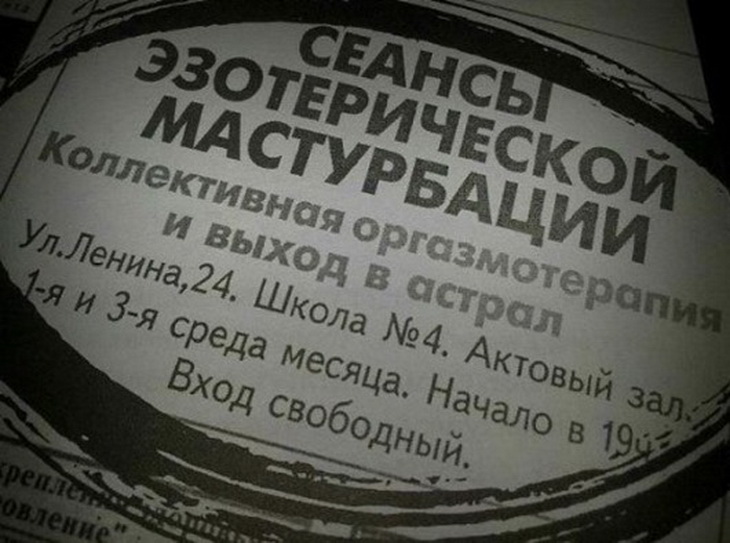 СЕАНСЫ
ЭЗОТЕРИЧЕСКОЙ
МАСТУРБАЦИИ
Коллективная оргазмотерапия
и выход в астрал
Ул.Ленина,24. Школа №4. Актовый зал.
1-я и 3-я среда месяца. Начало в 19ч.
Вход свободный.